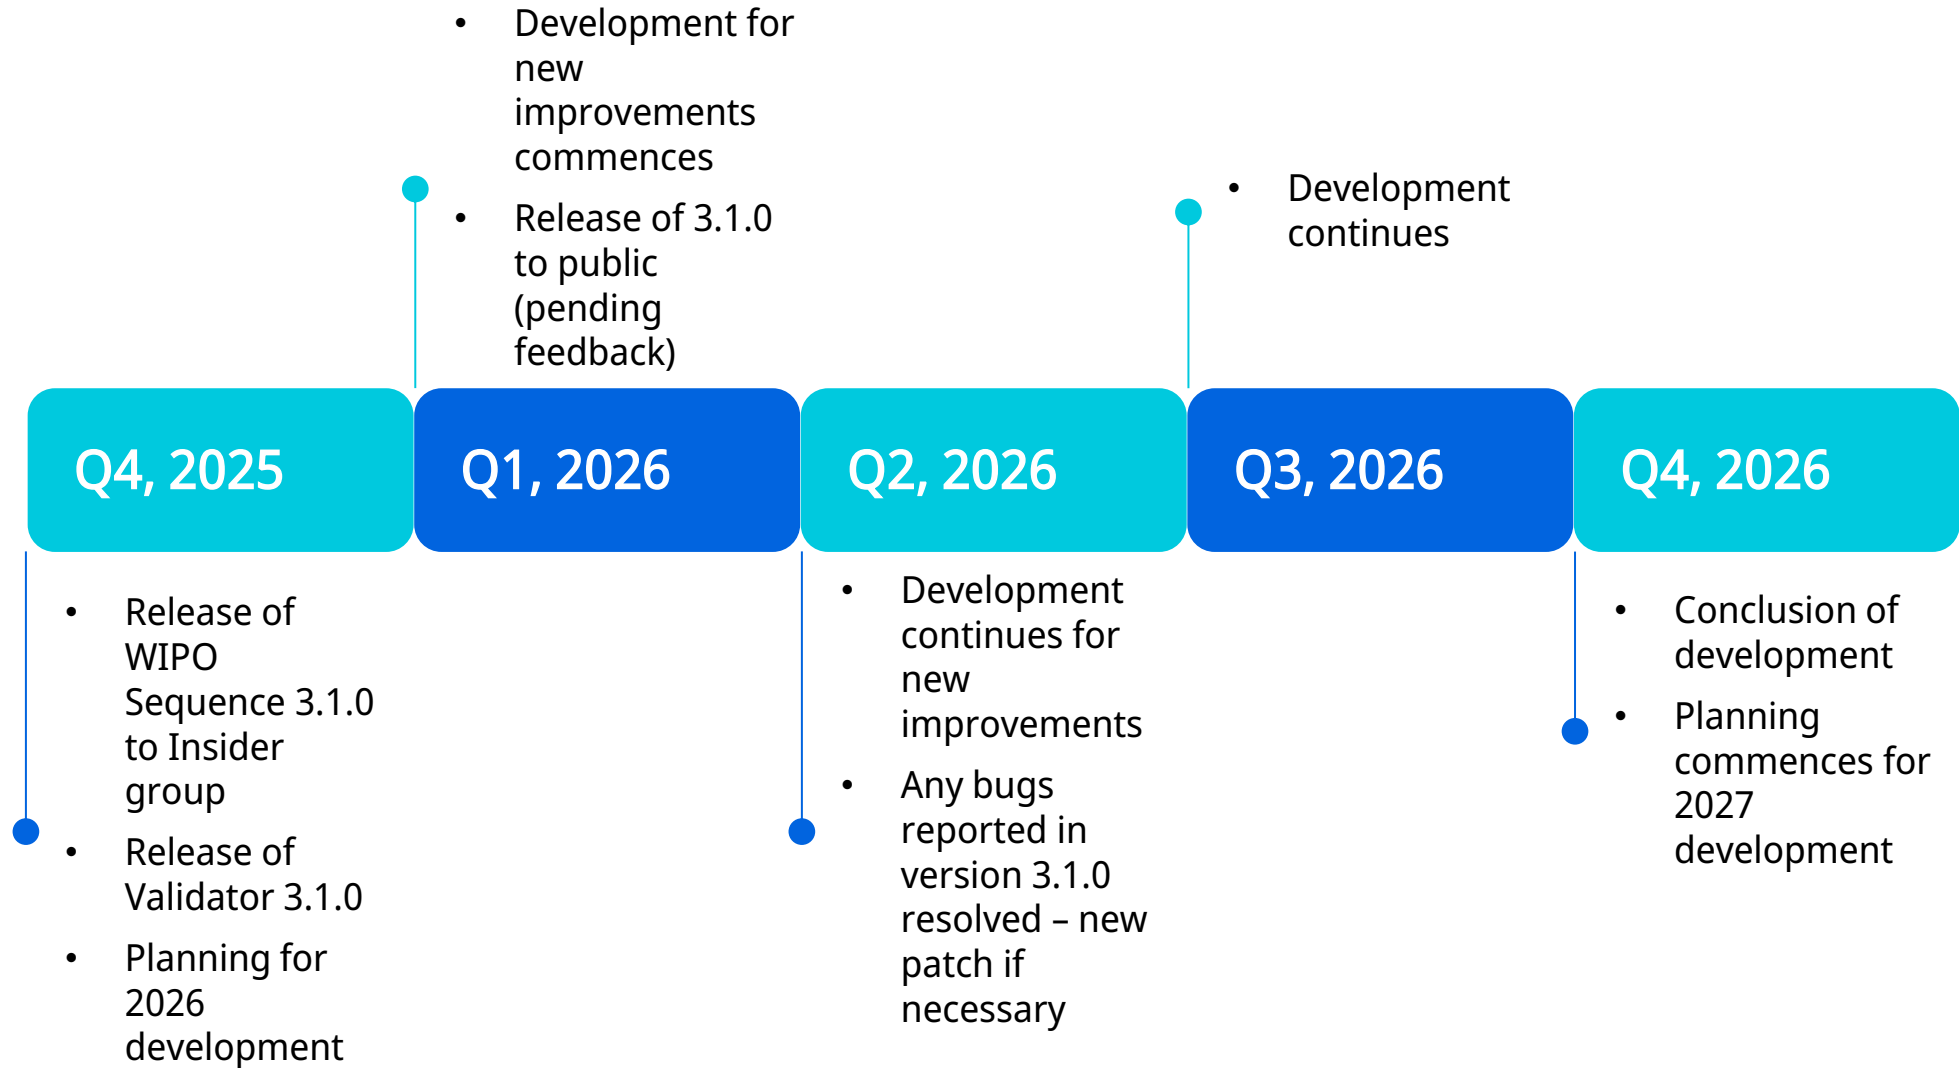 • Development for
new
improvements
commences
• Release of 3.1.0
to public
(pending
feedback)
• Development
continues
Q4, 2025
Q1, 2026
Q2, 2026
Q3, 2026
Q4, 2026
• Release of
WIPO
Sequence 3.1.0
to Insider
group
• Release of
Validator 3.1.0
• Planning for
2026
development
• Development
continues for
new
improvements
• Any bugs
reported in
version 3.1.0
resolved – new
patch if
necessary
• Conclusion of
development
• Planning
commences for
2027
development